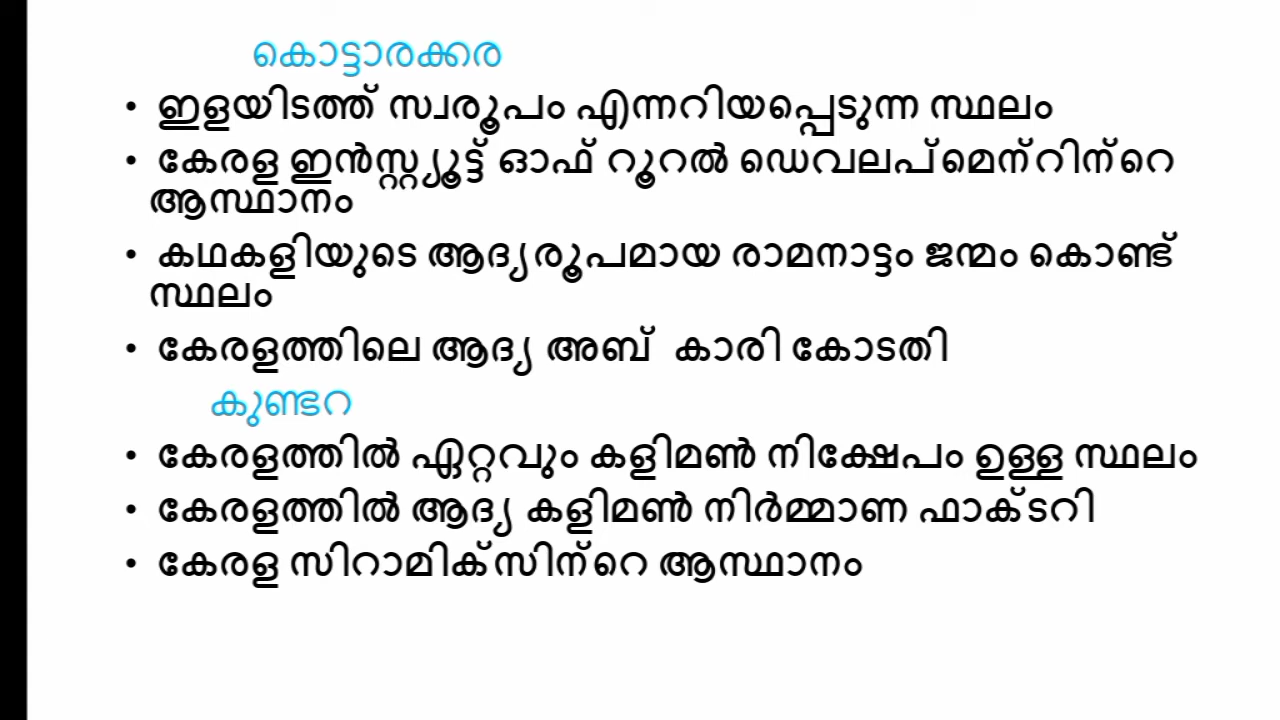 കൊട്ടാരക്കര
• ഇളയിടത്ത് സ്വരൂപം എന്നറിയപ്പെടുന്ന സ്ഥലം
• കേരള ഇൻസ്റ്റ്യൂട്ട് ഓഫ് റൂറൽ ഡെവലപ്മെന്റിന്റെ
ആസ്ഥാനം
• കഥകളിയുടെ ആദ്യരൂപമായ രാമനാട്ടം ജന്മം കൊണ്ട്
സ്ഥലം
• കേരളത്തിലെ ആദ്യ അബ് കാരി കോടതി
കുണ്ടറ
• കേരളത്തിൽ ഏറ്റവും കളിമൺ നിക്ഷേപം ഉള്ള സ്ഥലം
• കേരളത്തിൽ ആദ്യ കളിമൺ നിർമ്മാണ ഫാക്ടറി
• കേരള സിറാമിക്സിന്റെ ആസ്ഥാനം